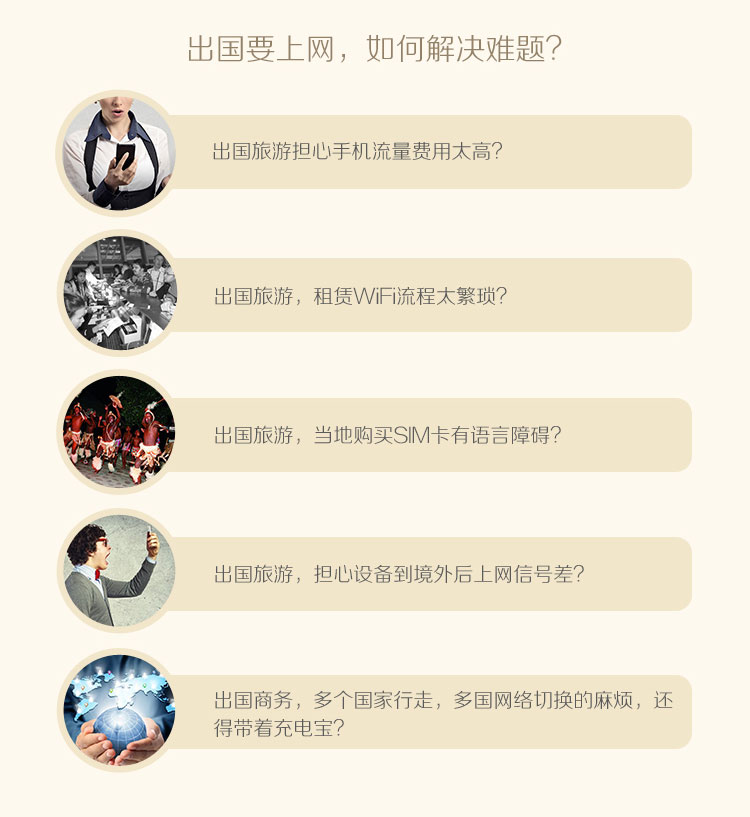 出国要上网，如何解决难题？
出国旅游担心手机流量费用太高？
出国旅游，租赁WiFi流程太繁琐？
出国旅游，当地购买SIM卡有语言障碍？
出国旅游，担心设备到境外后上网信号差？
出国商务，多个国家行走，多国网络切换的麻烦，还
得带着充电宝？